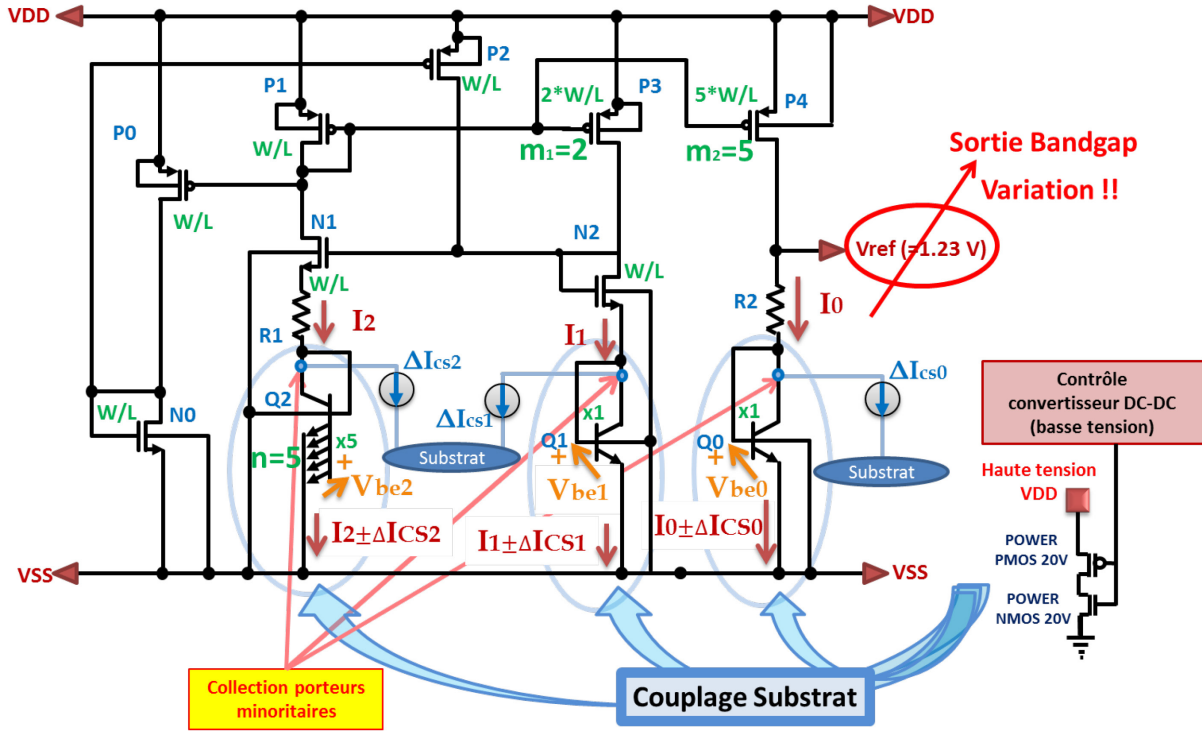 VDD
VDD
P2
W/L
P1
W/L
2*W/L
P3
m1=2
5*W/L
P4
m2=5
P0
W/L
Sortie Bandgap
Variation !!
N1
W/L
N2
W/L
Vref (=1.23 V)
R1
I2
I1
R2
I0
ΔIcs2
ΔIcs1
ΔIcs0
W/L
N0
Q2
n=5
x5
+
Vbe2
Substrat
x1
Q1
+
Vbe1
x1
Q0
+
Vbe0
Substrat
Contrôle
convertisseur DC-DC
(basse tension)
Haute tension
VDD
I2±ΔICS2
I1±ΔICS1
I0±ΔICS0
POWER
PMOS 20V
POWER
NMOS 20V
VSS
VSS
Collection porteurs
minoritaires
Couplage Substrat